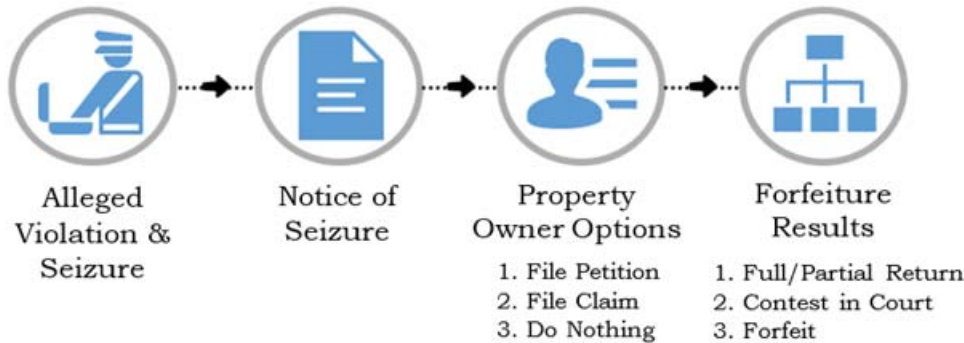 Alleged
Violation &
Seizure
Notice of
Seizure
Property
Owner Options
1. File Petition
2. File Claim
3. Do Nothing
Forfeiture
Results
1. Full/Partial Return
2. Contest in Court
3. Forfeit